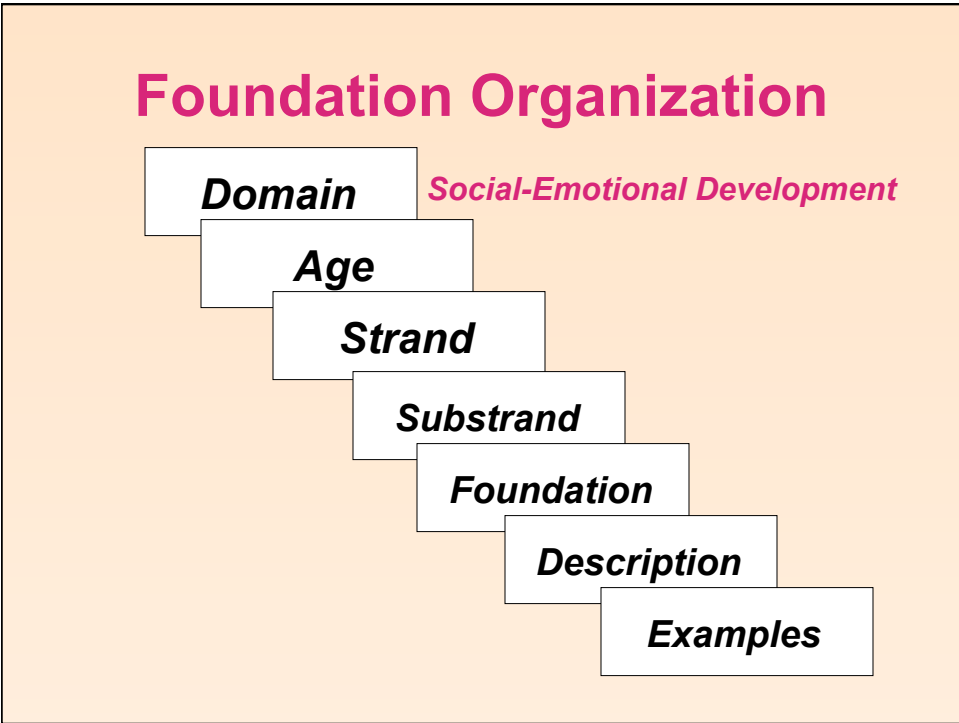 Foundation Organization
Domain
Social-Emotional Development
Age
Strand
Substrand
Foundation
Description
Examples